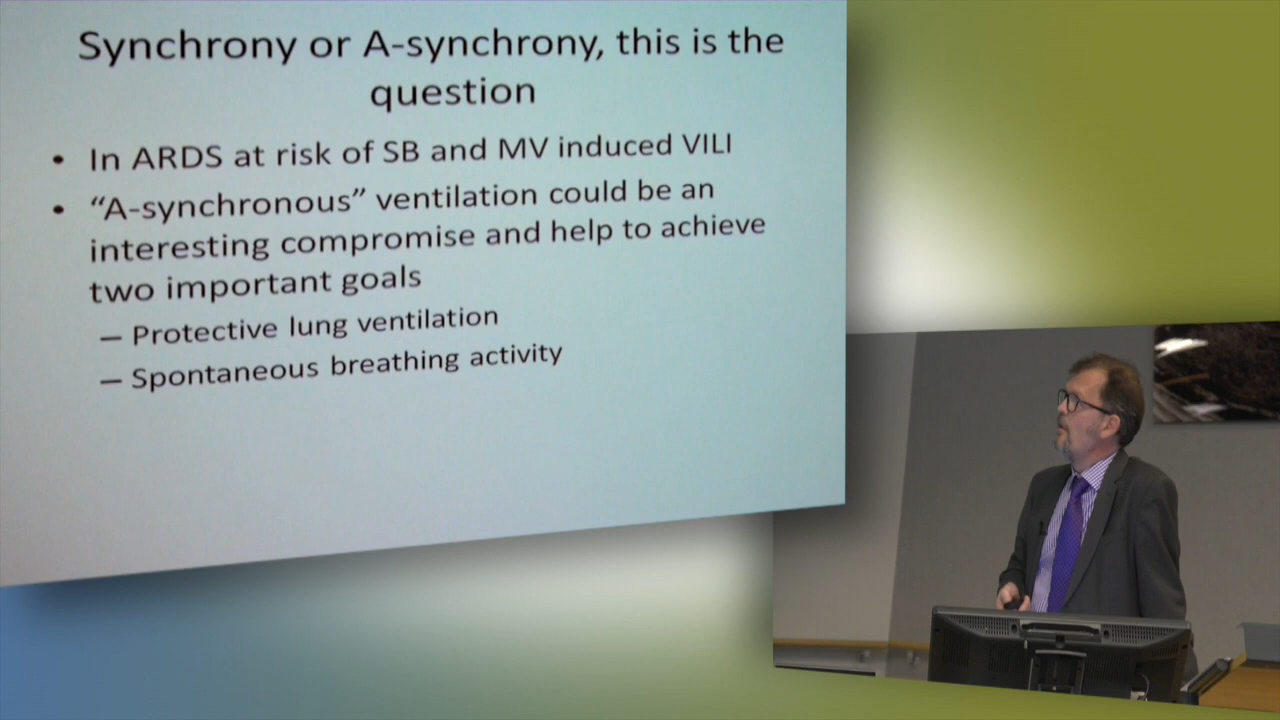 Synchrony or A-synchrony, this is the
question
• In ARDS at risk of SB and MV induced VILI
• “A-synchronous” ventilation could be an
interesting compromise and help to achieve
two important goals
– Protective lung ventilation
– Spontaneous breathing activity